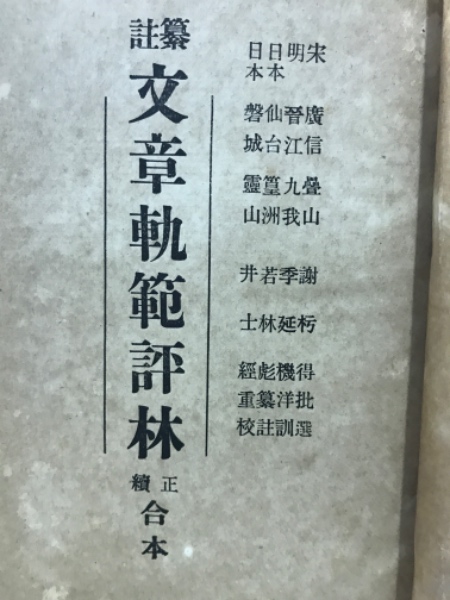 宋 廣信 疊山 謝 枋得 批選
明 晉江 九我 季 延機 洋訓
日本 仙台 篁洲 若林 彪 纂註
日本 磐城 靈山 井士經 重校
纂註 文章軌範評林 正續 合本